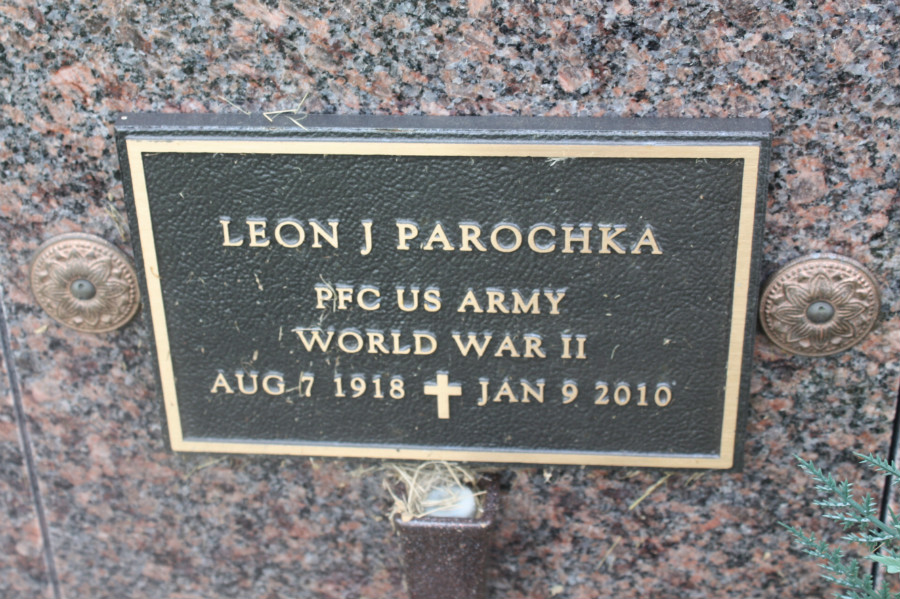 LEON J PAROCHKA
PFC US ARMY
WORLD WAR II
AUG 7 1918 JAN 9 2010